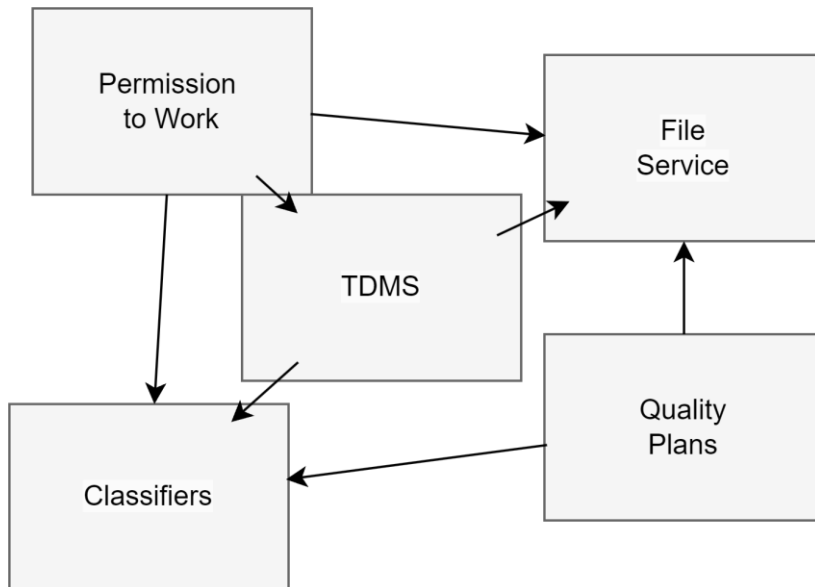 Permission
to Work
File
Service
TDMS
Quality
Plans
Classifiers